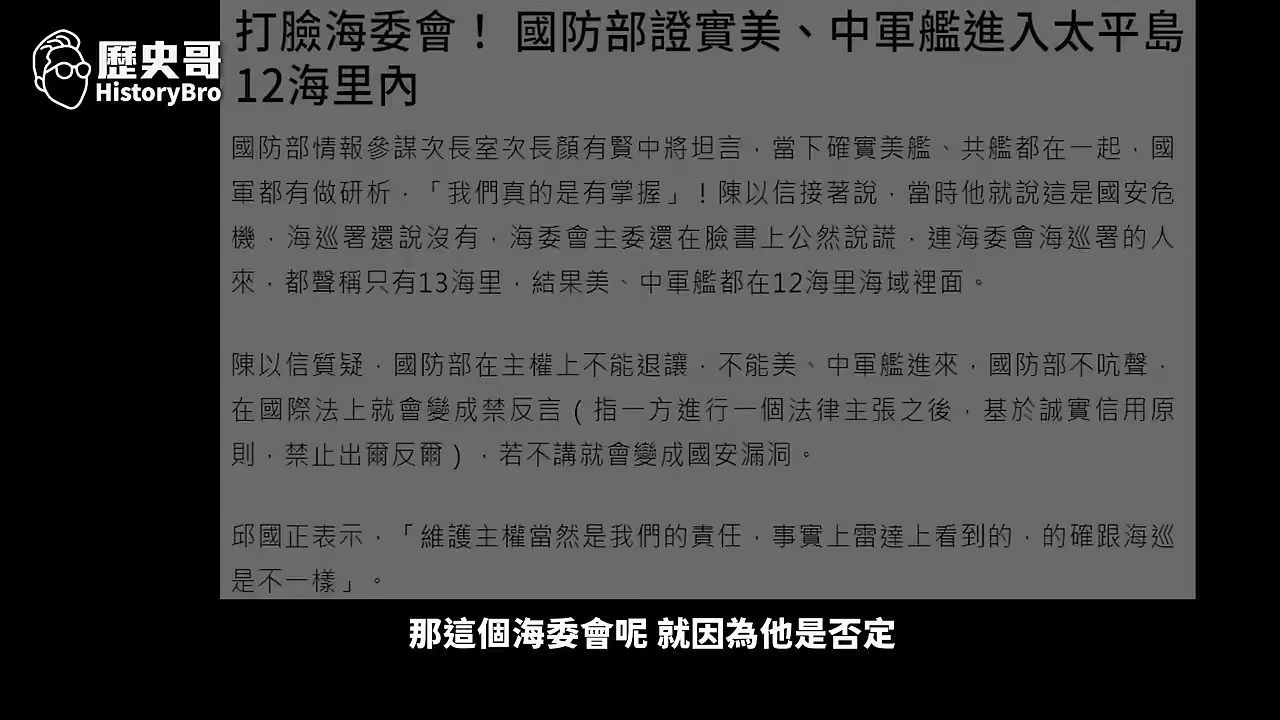 打臉海委會！ 國防部證實美、中軍艦進入太平島
12海里內
歷史哥
HistoryBro
國防部情報參謀次長室次長顏有賢中將坦言，當下確實美艦、共艦都在一起，國
軍都有做研析，「我們真的是有掌握」！陳以信接著說，當時他就說這是國安危
機，海巡署還說沒有，海委會主委還在臉書上公然說謊，連海委會海巡署的人
來，都聲稱只有13海里，結果美、中軍艦都在12海里海域裡面。
陳以信質疑，國防部在主權上不能退讓，不能美、中軍艦進來，國防部不吭聲，
在國際法上就會變成禁反言（指一方進行一個法律主張之後，基於誠實信用原
則，禁止出爾反爾），若不講就會變成國安漏洞。
邱國正表示，「維護主權當然是我們的責任，事實上雷達上看到的，的確跟海巡
是不一樣」。
那這個海委會呢 就因為他是否定